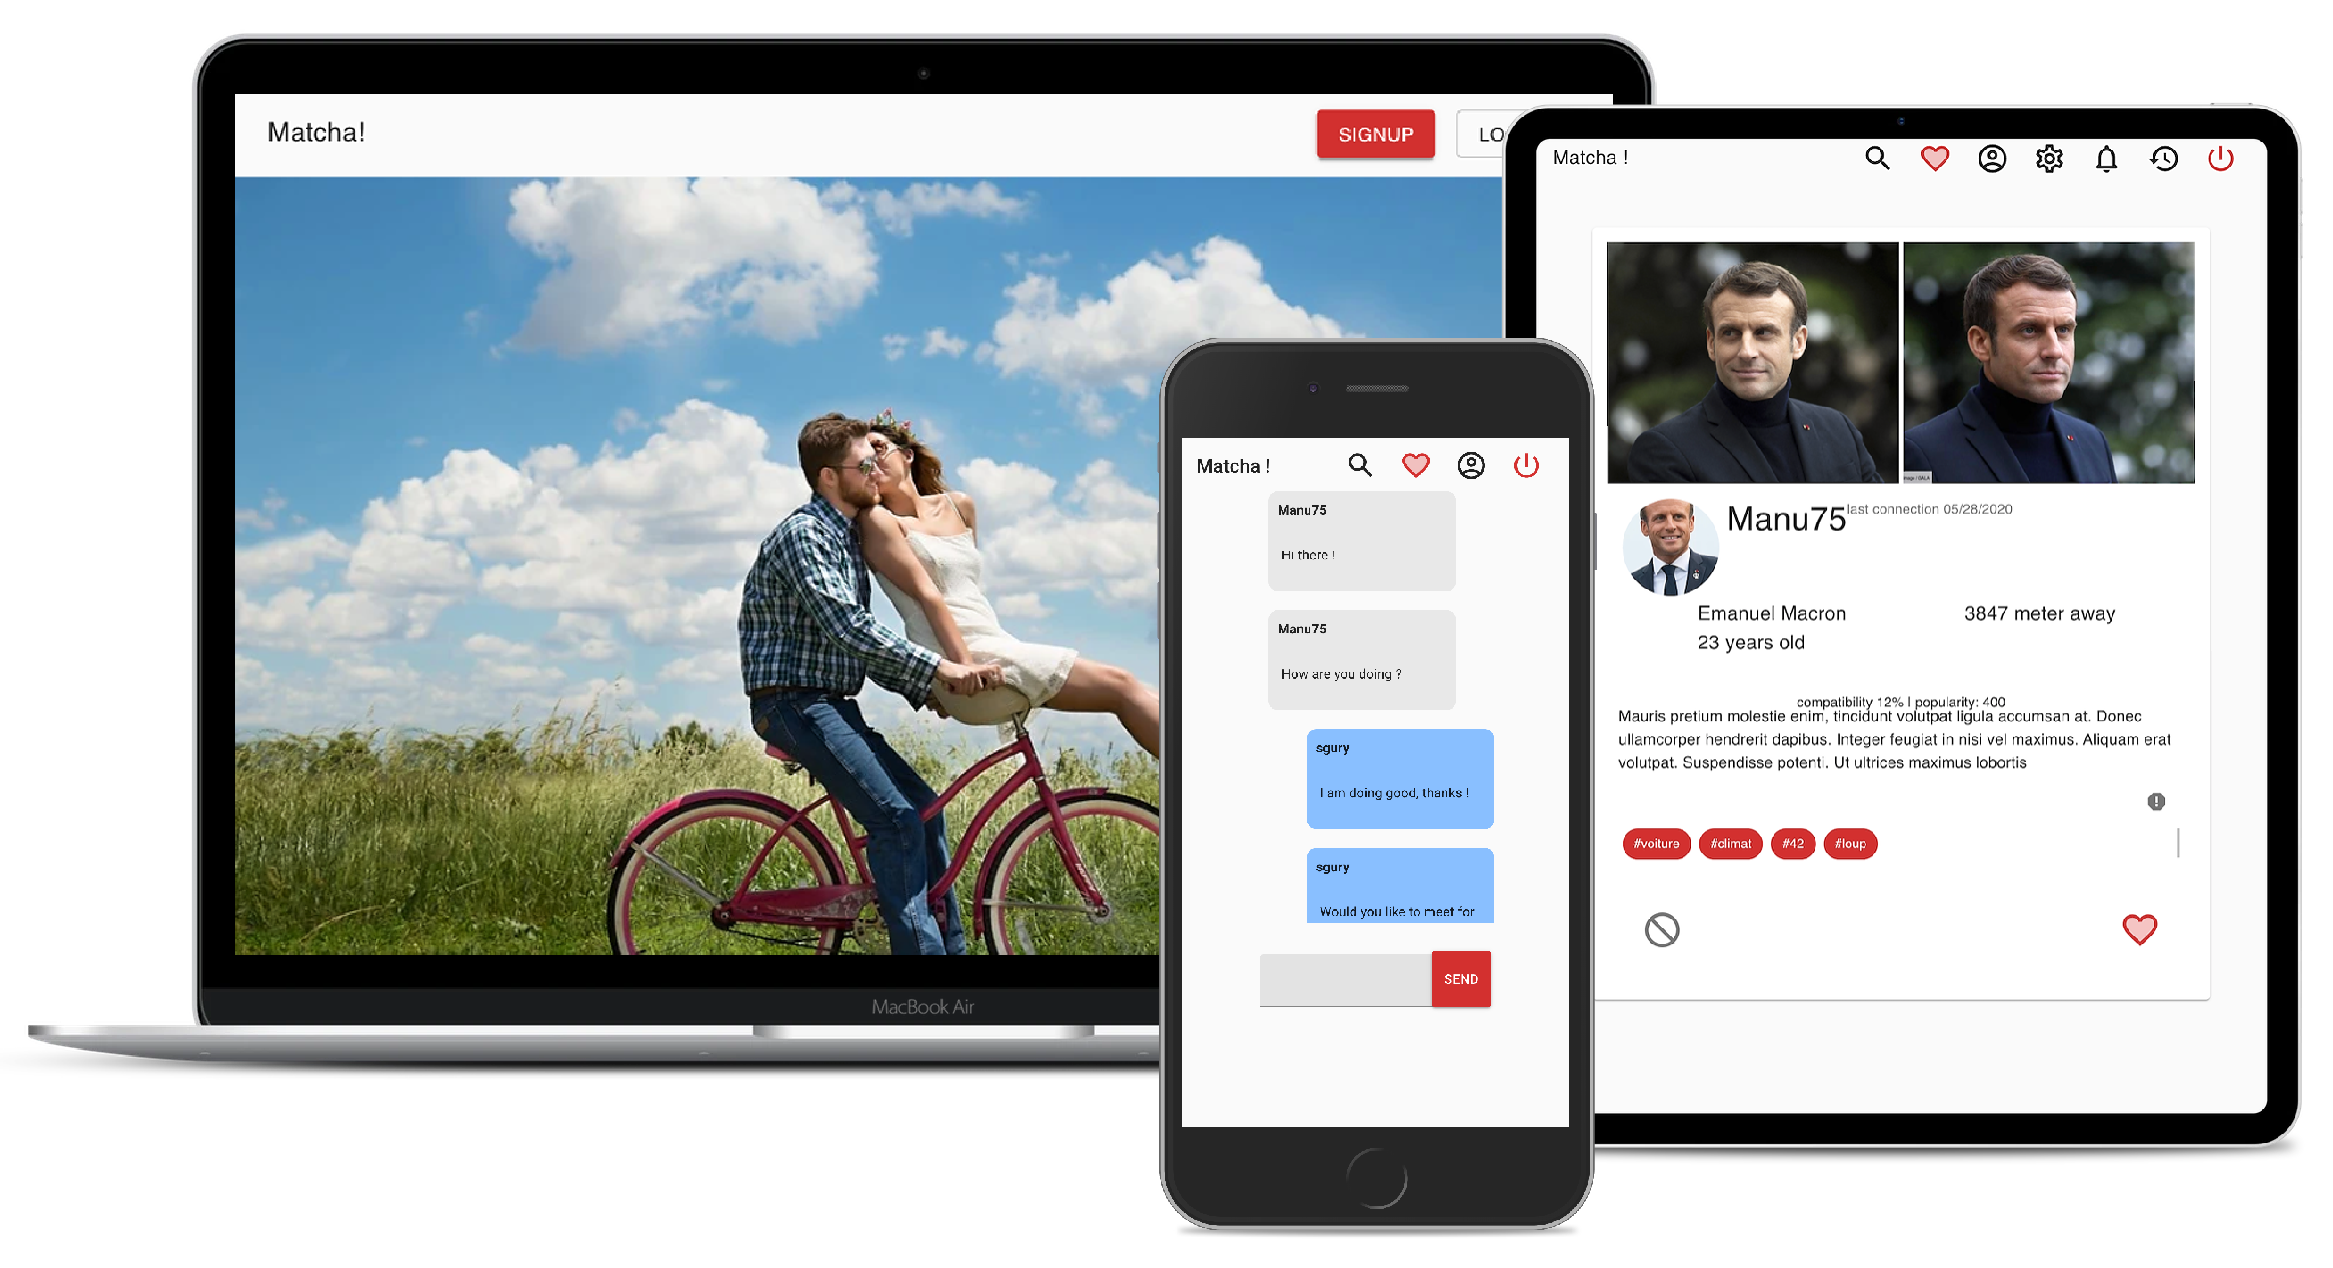 Matcha!
SIGNUP
LO
MacBook Air
Matcha !
Manu75
Hi there !
Manu75
How are you doing ?
sgury
I am doing good, thanks !
sgury
Would you like to meet for
SEND
Matcha !
Manu75 last connection 05/28/2020
Emanuel Macron
3847 meter away
23 years old
compatibility 12% | popularity: 400
Mauris pretium molestie enim, tincidunt volutpat ligula accumsan at. Donec
ullamcorper hendrerit dapibus. Integer feugiat in nisi vel maximus. Aliquam erat
volutpat. Suspendisse potenti. Ut ultrices maximus lobortis
#voiture #climat #42 #loup